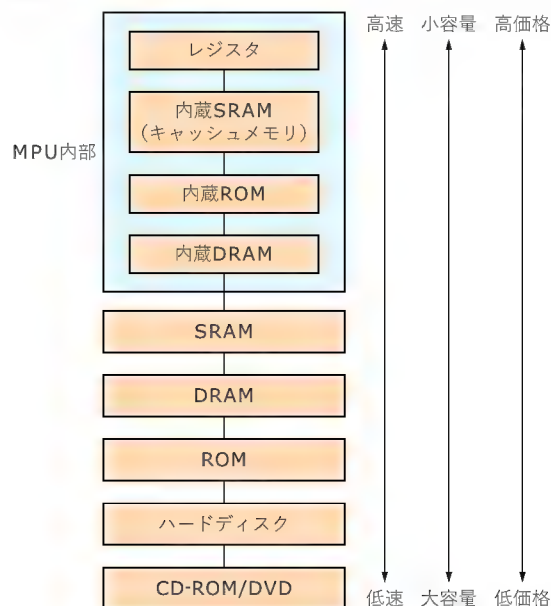 高速 小容量 高価格
レジスタ
内蔵SRAM
(キャッシュメモリ)
MPU内部
内蔵ROM
内蔵DRAM
SRAM
DRAM
ROM
ハードディスク
CD-ROM/DVD
低速 大容量 低価格